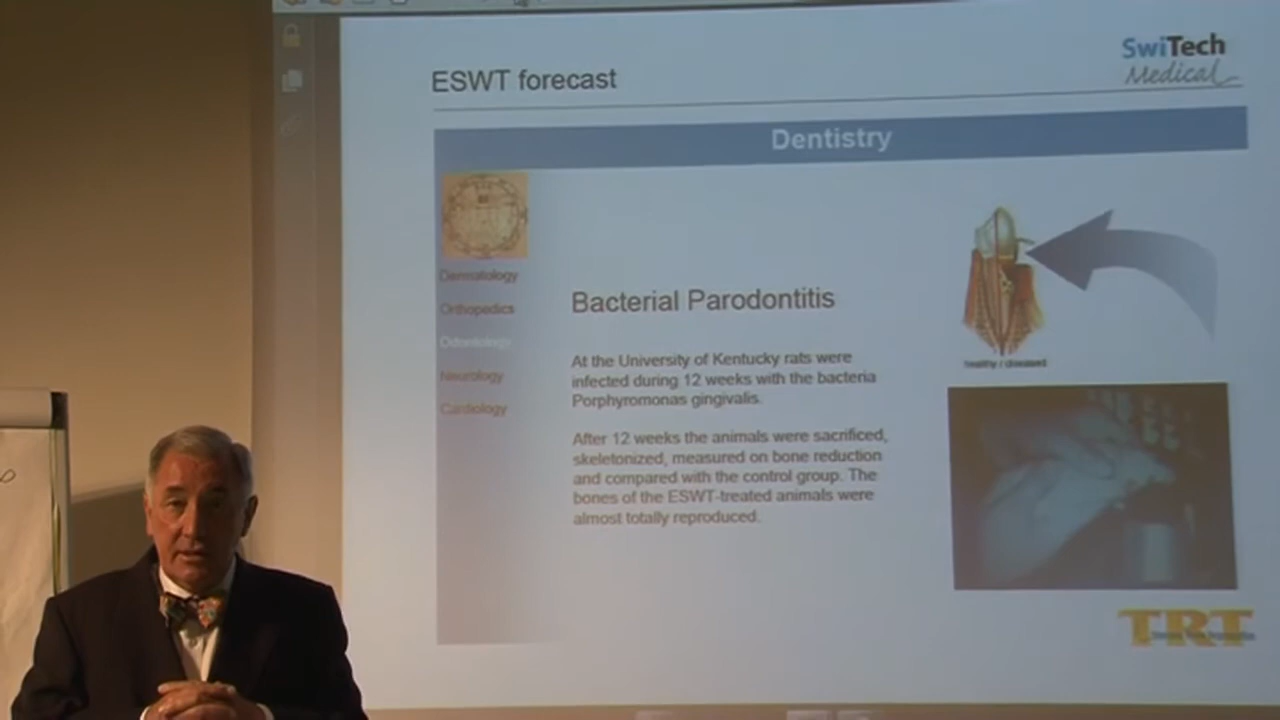 SwiTech
Medical
ESWT forecast
Dentistry
Dermatology
Orthopedics
Odontology
Neurology
Cardiology
Bacterial Parodontitis
At the University of Kentucky rats were
infected during 12 weeks with the bacteria
Porphyromonas gingivalis.
After 12 weeks the animals were sacrificed,
skeletonized, measured on bone reduction
and compared with the control group. The
bones of the ESWT-treated animals were
almost totally reproduced.
healthy / diseased
TRT